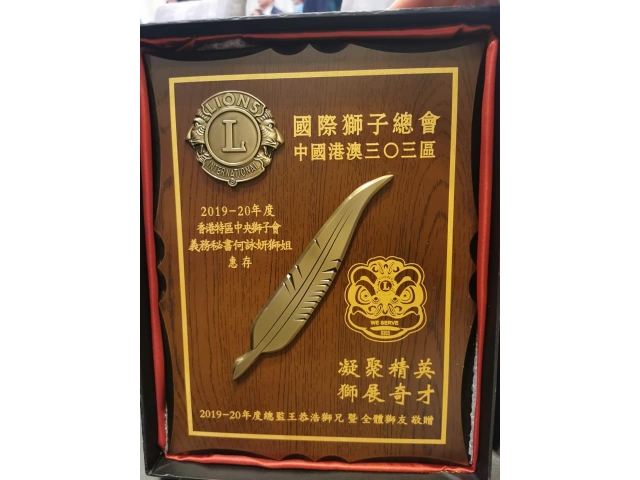 LIONS
L
INTERNATIONAL
國際獅子總會
中國港澳三〇三區
2019-20年度
香港特區中央獅子會
義務秘書何詠妍獅姐
惠存
L
WE SERVE
凝聚精英
獅展奇才
2019-20年度總監王恭浩獅兄暨全體獅友 敬贈